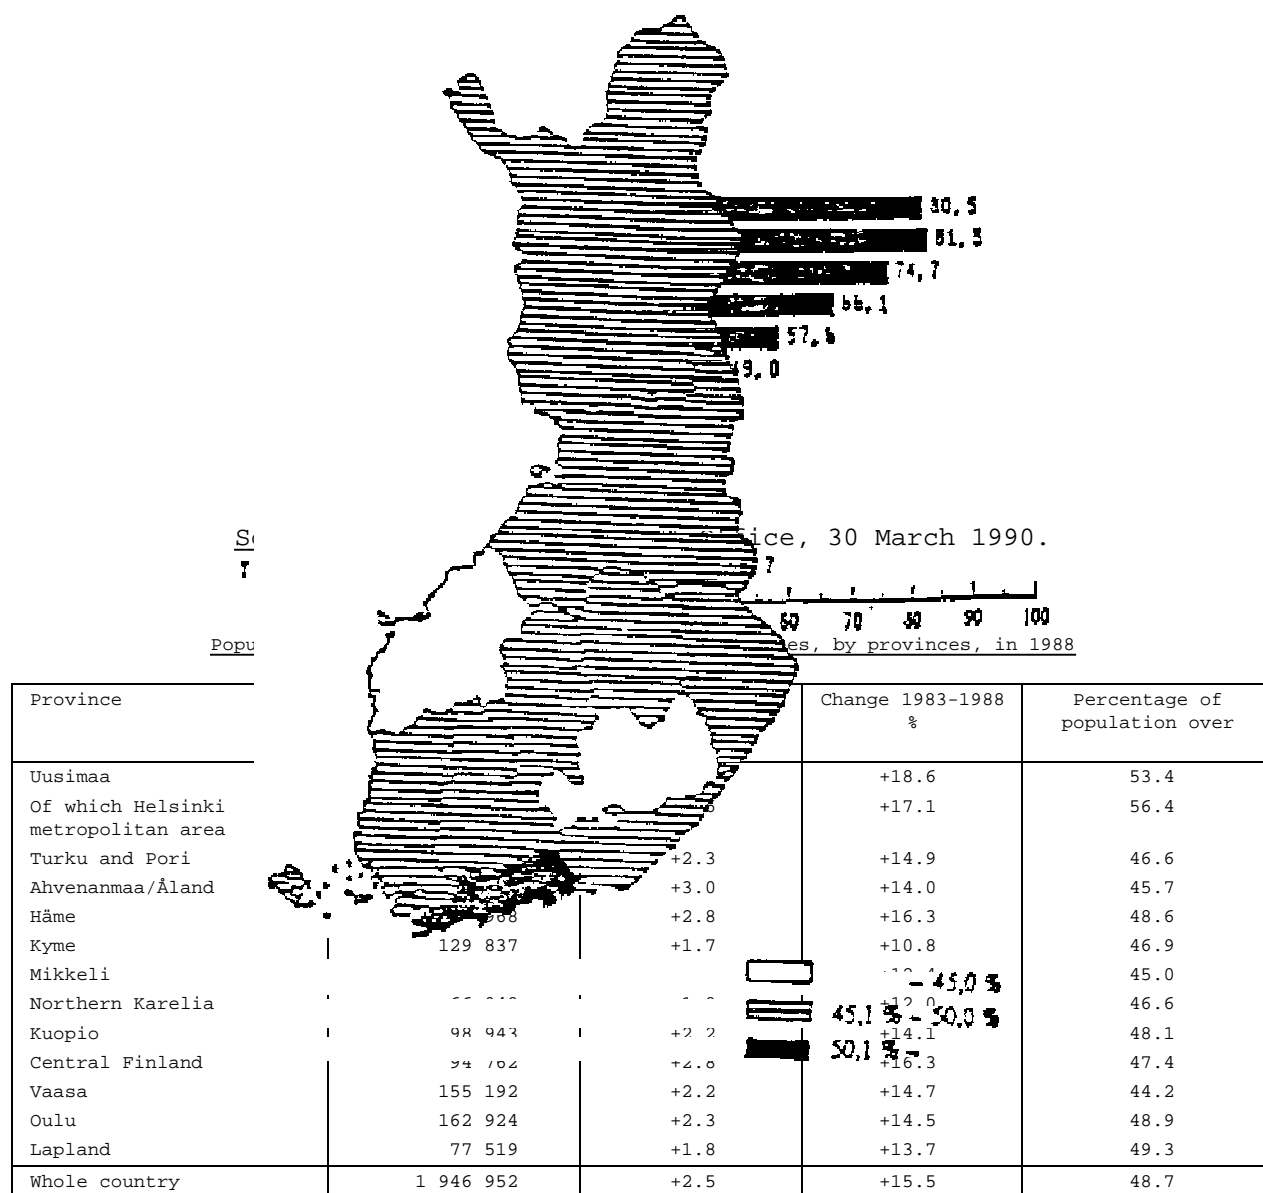 80,5
81,3
74,7
66,1
57,6
49,0
6
ice, 30 March 1990.
7
60 70 80 90 100
Popu es, by provinces, in 1988
Province Change 1983-1988 Percentage of
% population over
Uusimaa +18.6 53.4
Of which Helsinki +17.1 56.4
metropolitan area
Turku and Pori +2.3 +14.9 46.6
Ahvenanmaa/Åland +3.0 +14.0 45.7
Häme 968 +2.8 +16.3 48.6
Kyme 129 837 +1.7 +10.8 46.9
Mikkeli 45.0
- 45,0 %
Northern Karelia +12.0 46.6
45,1 % - 50,0 %
Kuopio 98 943 +2.2 +14.1 48.1
50,1 % -
Central Finland 94 762 +2.8 +16.3 47.4
Vaasa 155 192 +2.2 +14.7 44.2
Oulu 162 924 +2.3 +14.5 48.9
Lapland 77 519 +1.8 +13.7 49.3
Whole country 1 946 952 +2.5 +15.5 48.7